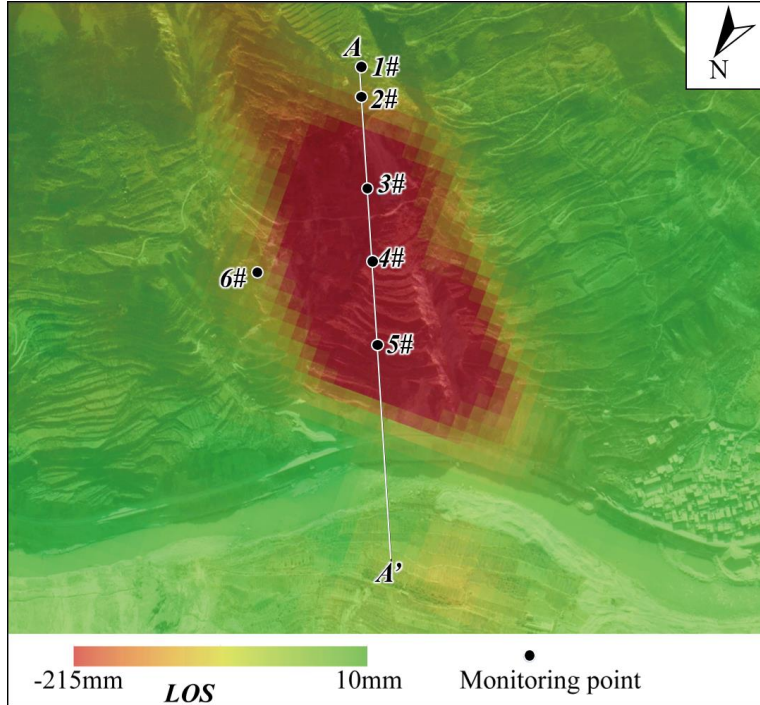 N
A
1#
2#
3#
4#
6#
5#
A’
-215mm
LOS
10mm
Monitoring point